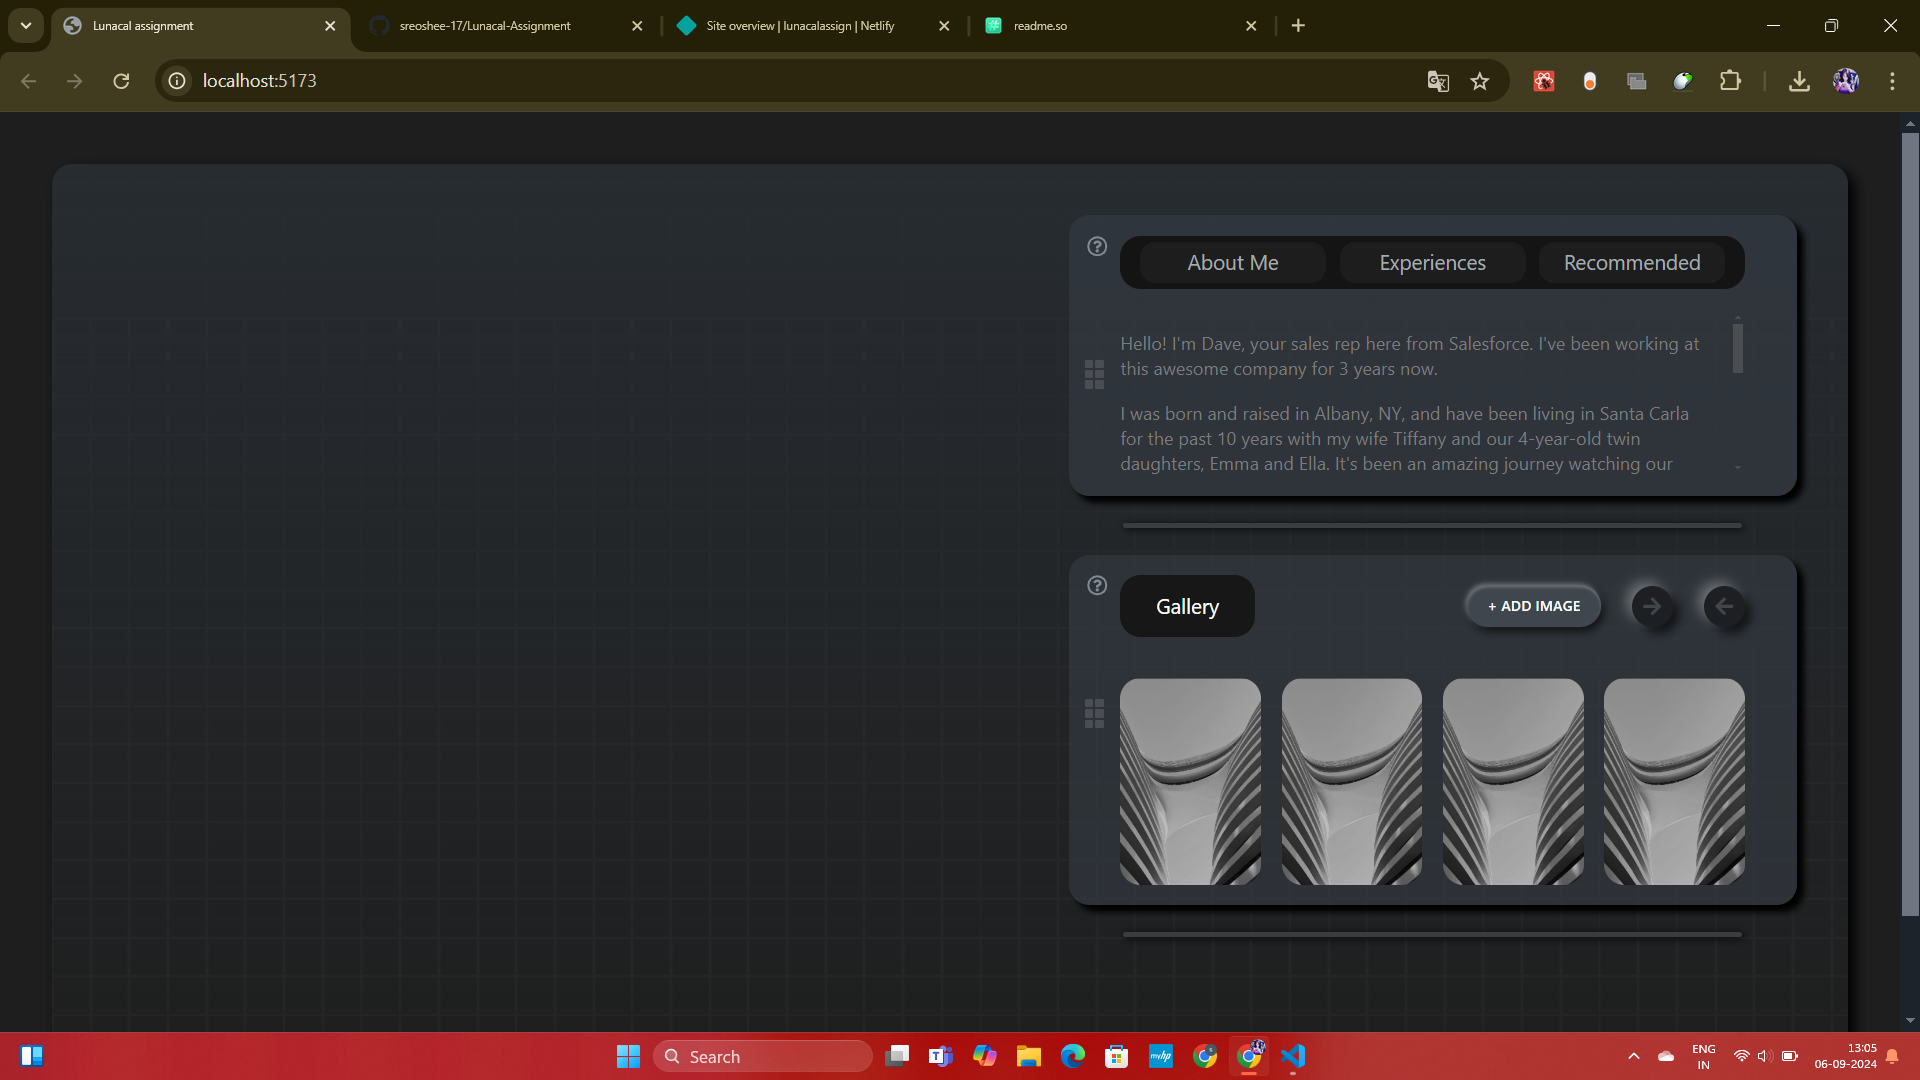 Lunacal assignment
sreoshee-17/Lunacal-Assignment
Site overview | lunacalassign | Netlify
readme.so
localhost:5173
About Me
Experiences
Recommended
Hello! I'm Dave, your sales rep here from Salesforce. I've been working at
this awesome company for 3 years now.
I was born and raised in Albany, NY, and have been living in Santa Carla
for the past 10 years with my wife Tiffany and our 4-year-old twin
daughters, Emma and Ella. It's been an amazing journey watching our
Gallery
+ ADD IMAGE
Search
myhp
ENG
IN
13:05
06-09-2024